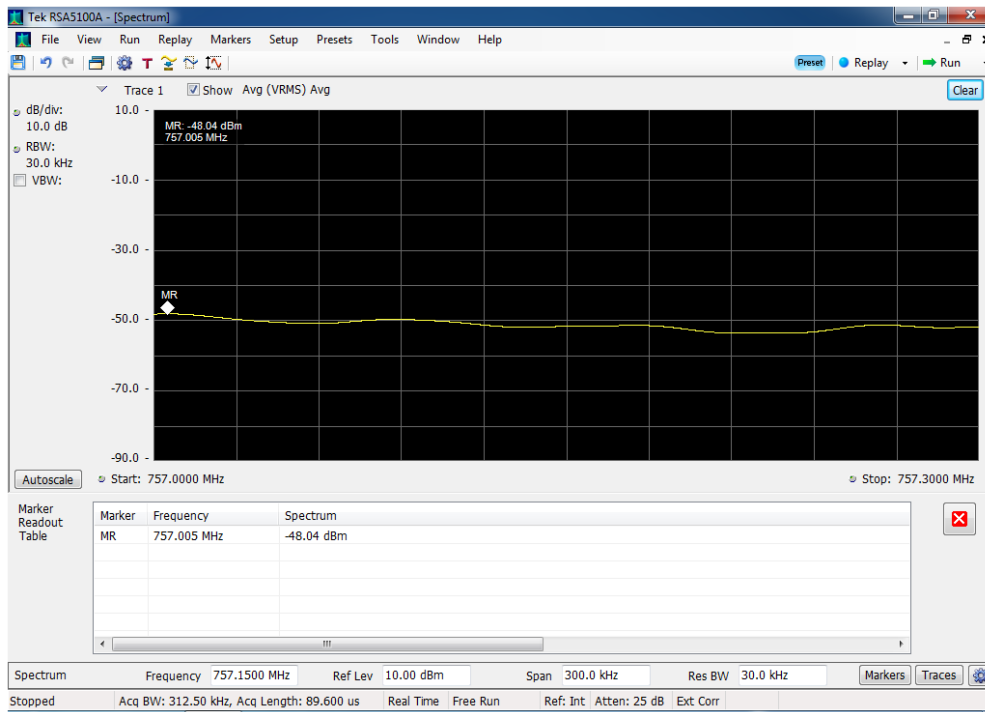 Tek RSA5100A - [Spectrum]
File View Run Replay Markers Setup Presets Tools Window Help
T Preset Replay Run
Trace 1 Show Avg (VRMS) Avg Clear
dB/div:
10.0 dB
RBW:
30.0 kHz
VBW:
10.0 -
-10.0 -
-30.0 -
-50.0 -
-70.0 -
-90.0 -
MR: -48.04 dBm
757.005 MHz
MR
Autoscale Start: 757.0000 MHz Stop: 757.3000 MHz
Marker
Readout
Table
Marker Frequency Spectrum
MR 757.005 MHz -48.04 dBm
Spectrum Frequency 757.1500 MHz Ref Lev 10.00 dBm Span 300.0 kHz Res BW 30.0 kHz Markers Traces
Stopped Acq BW: 312.50 kHz, Acq Length: 89.600 us Real Time Free Run Ref: Int Atten: 25 dB Ext Corr